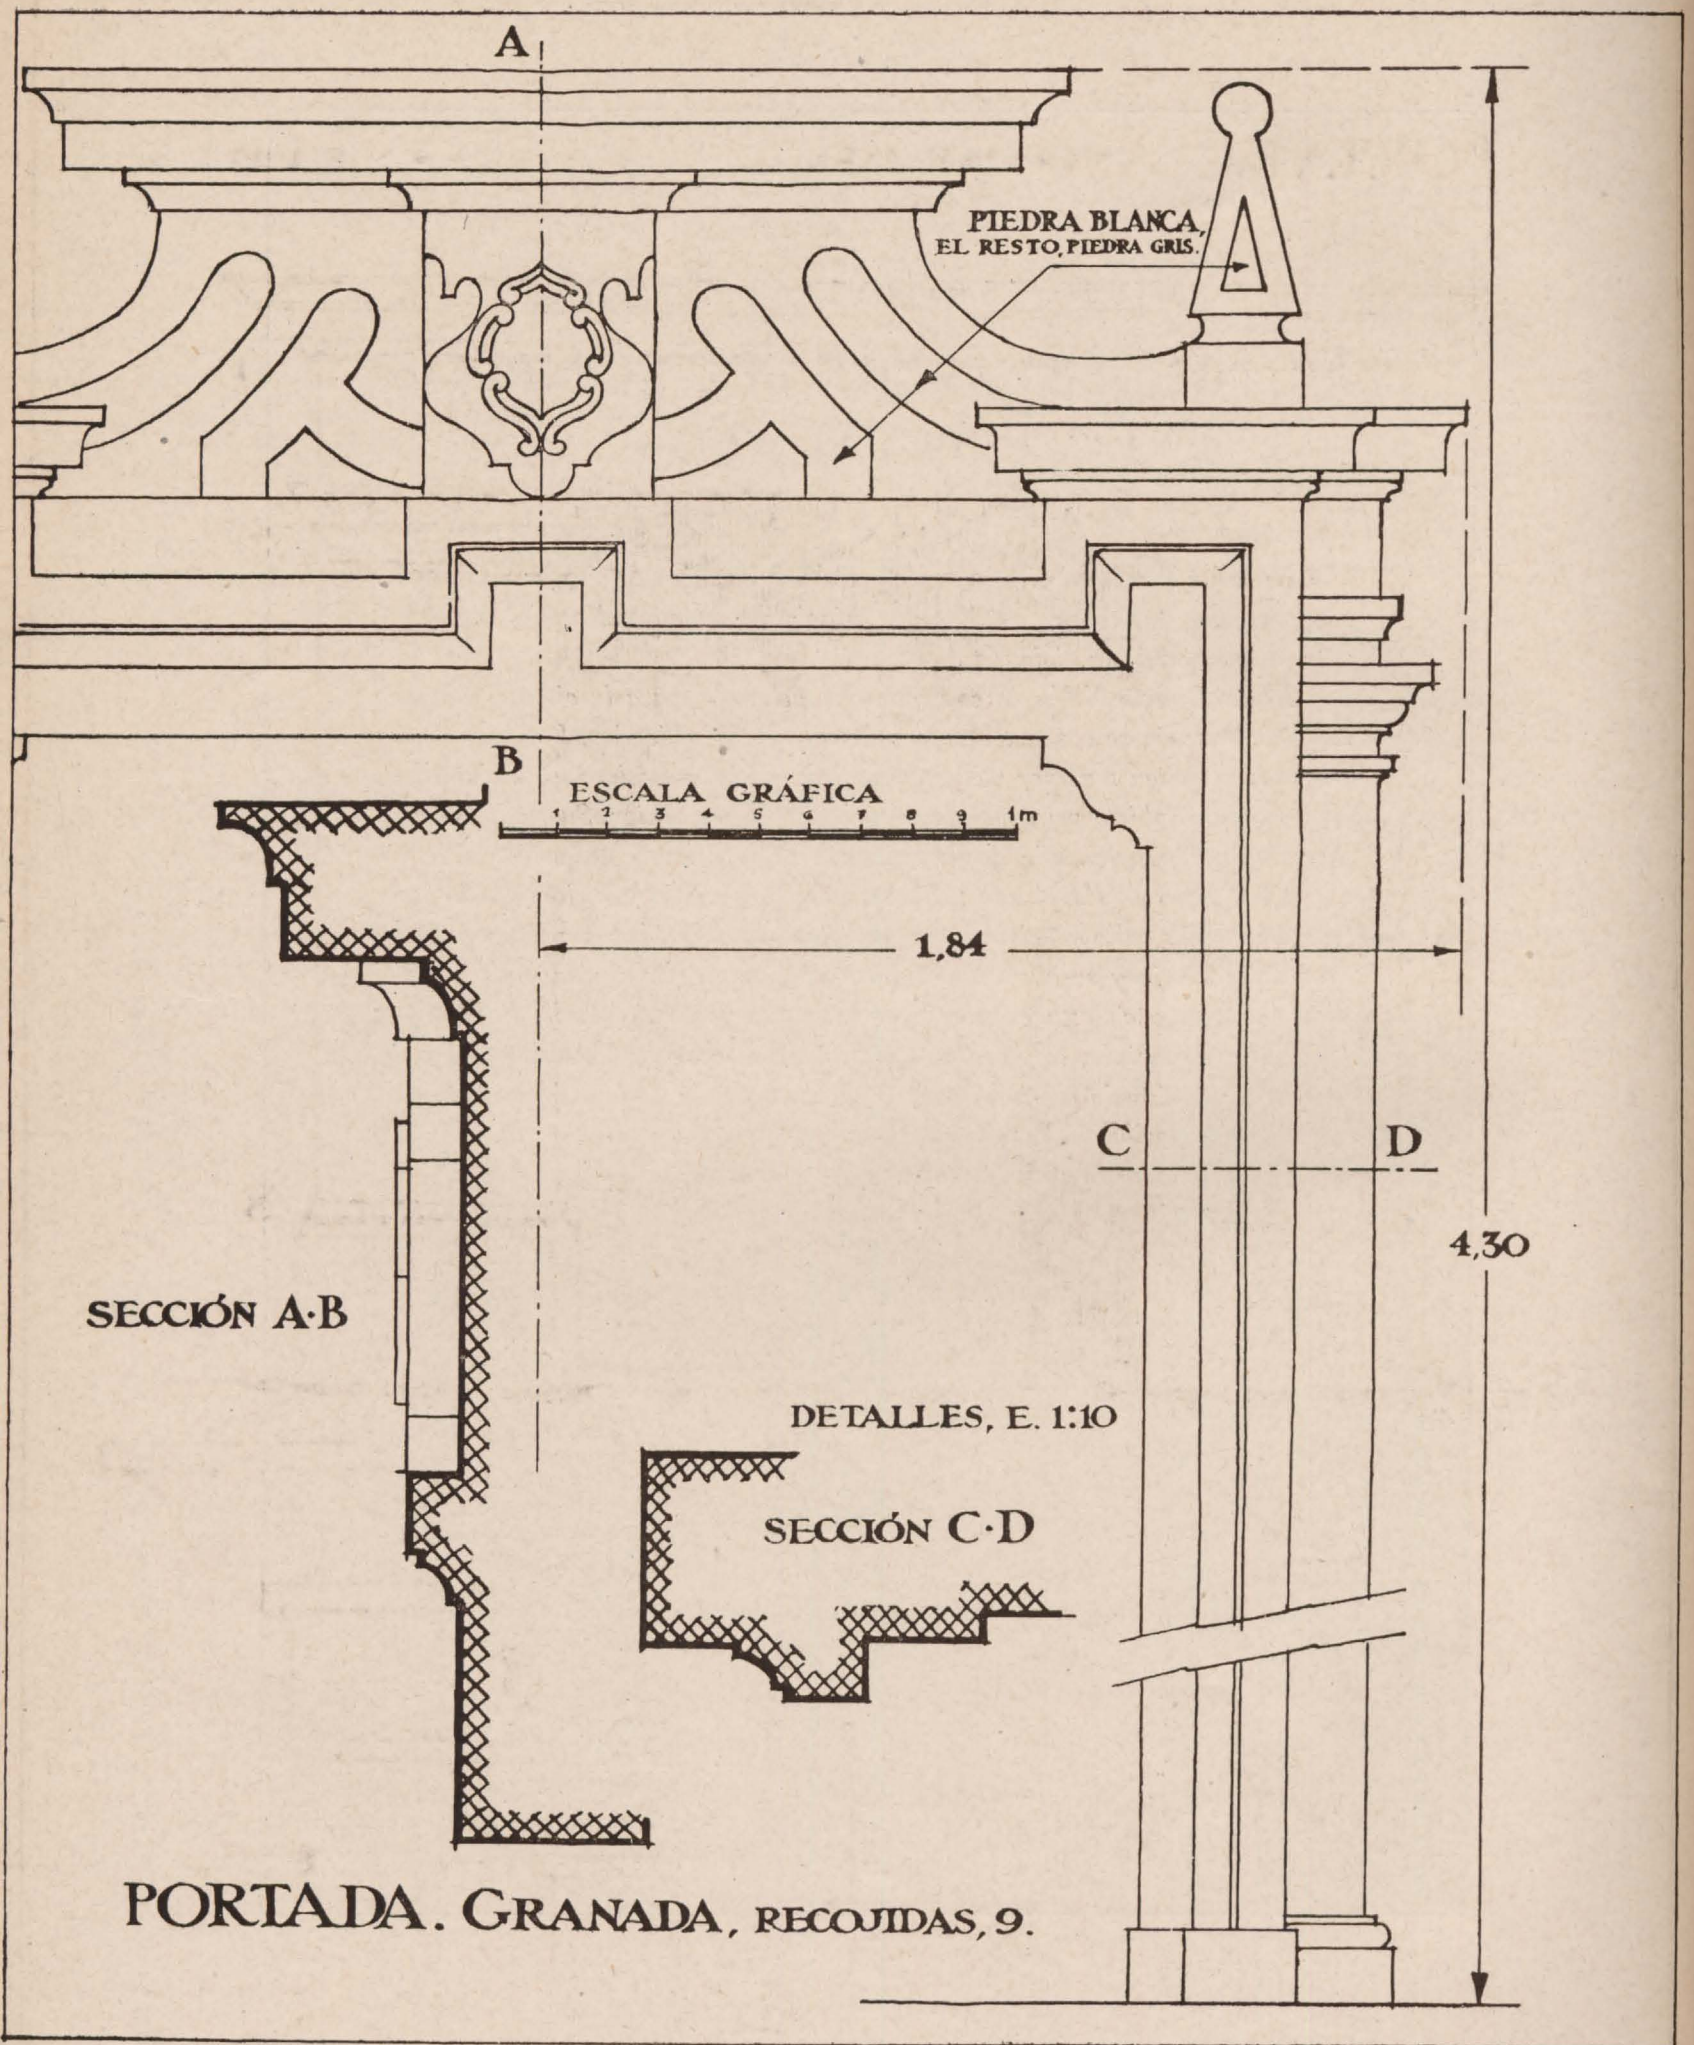 A
PIEDRA BLANCA,
EL RESTO, PIEDRA GRIS.
B
ESCALA GRÁFICA
1 2 3 4 5 6 7 8 9 1m
1,84
C D
4,30
SECCIÓN A·B
DETALLES, E. 1:10
SECCIÓN C·D
PORTADA. GRANADA, RECOJIDAS, 9.